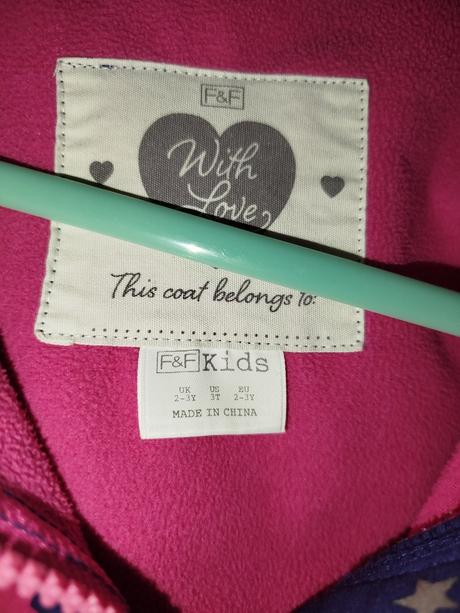 F&F
With
Love
This coat belongs to:
F&F Kids
UK US EU
2-3Y 3T 2-3Y
MADE IN CHINA